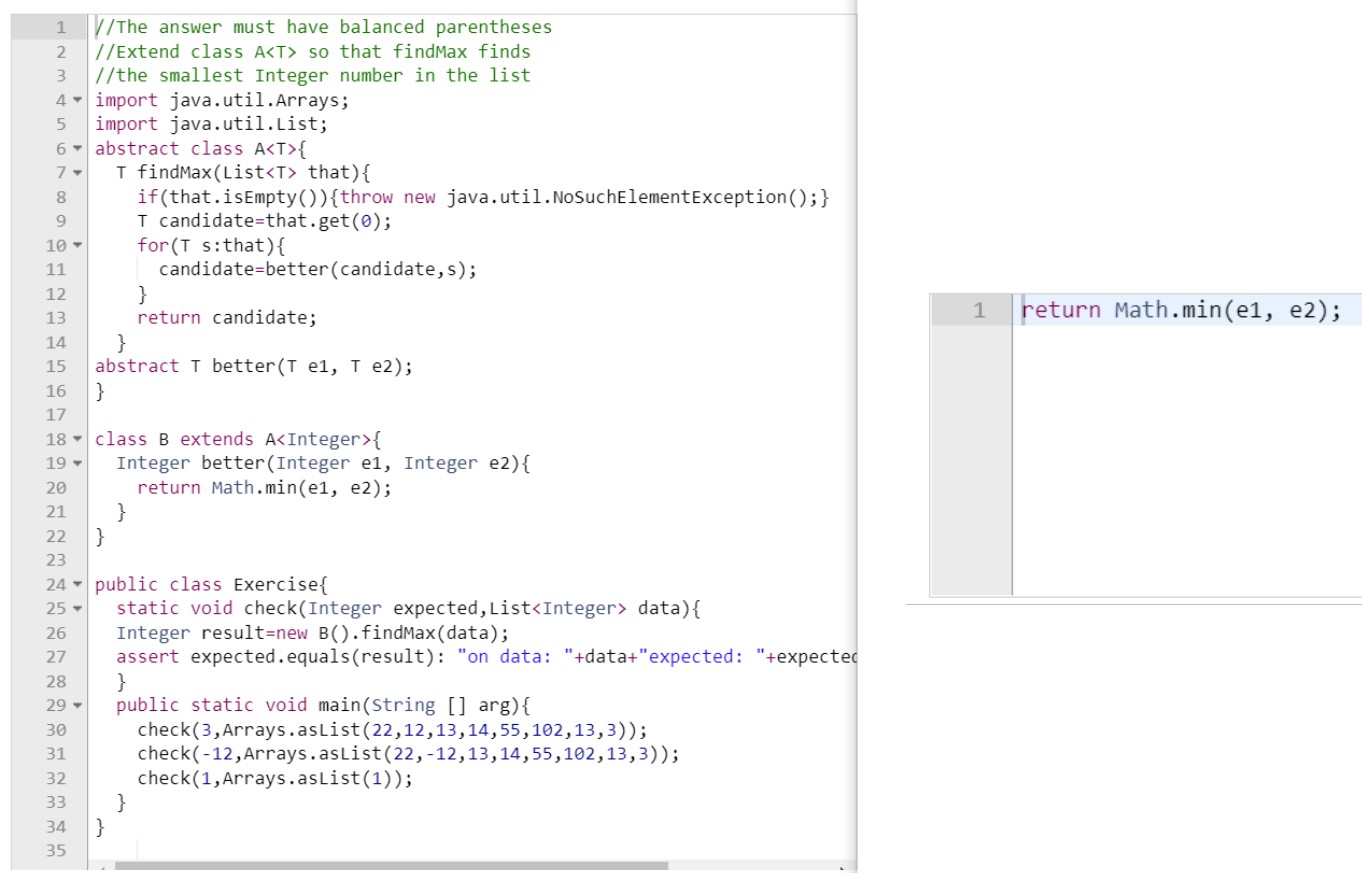 1 //The answer must have balanced parentheses
2 //Extend class A<T> so that findMax finds
3 //the smallest Integer number in the list
4 import java.util.Arrays;
5 import java.util.List;
6 abstract class A<T>{
7   T findMax(List<T> that){
8     if(that.isEmpty()){throw new java.util.NoSuchElementException();}
9     T candidate=that.get(0);
10     for(T s:that){
11       candidate=better(candidate,s);
12     }
13     return candidate;
14   }
15 abstract T better(T e1, T e2);
16 }
17
18 class B extends A<Integer>{
19   Integer better(Integer e1, Integer e2){
20     return Math.min(e1, e2);
21   }
22 }
23
24 public class Exercise{
25   static void check(Integer expected,List<Integer> data){
26   Integer result=new B().findMax(data);
27   assert expected.equals(result): "on data: "+data+"expected: "+expected
28   }
29   public static void main(String [] arg){
30     check(3,Arrays.asList(22,12,13,14,55,102,13,3));
31     check(-12,Arrays.asList(22,-12,13,14,55,102,13,3));
32     check(1,Arrays.asList(1));
33   }
34 }
35
1 return Math.min(e1, e2);